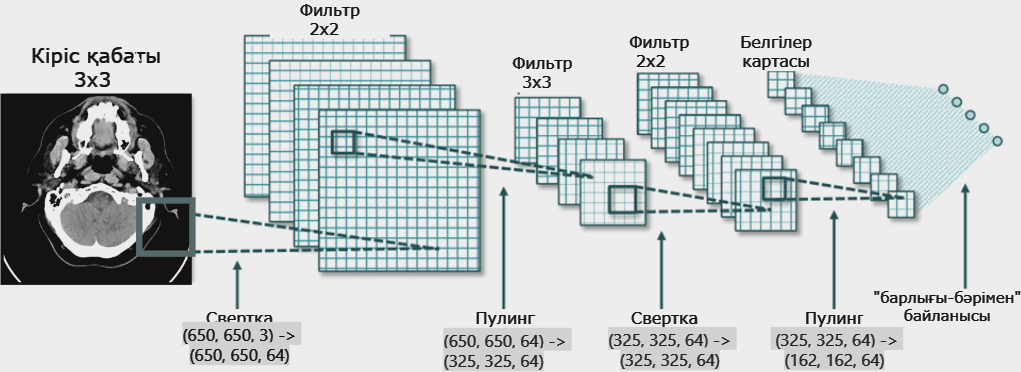 Кіріс қабаты
3x3
Фильтр
2x2
Фильтр
3x3
Фильтр
2x2
Белгілер
картасы
Свертка
(650, 650, 3) ->
(650, 650, 64)
Пулинг
(650, 650, 64) ->
(325, 325, 64)
Свертка
(325, 325, 64) ->
(325, 325, 64)
Пулинг
(325, 325, 64) ->
(162, 162, 64)
"барлығы-бәрімен"
байланысы